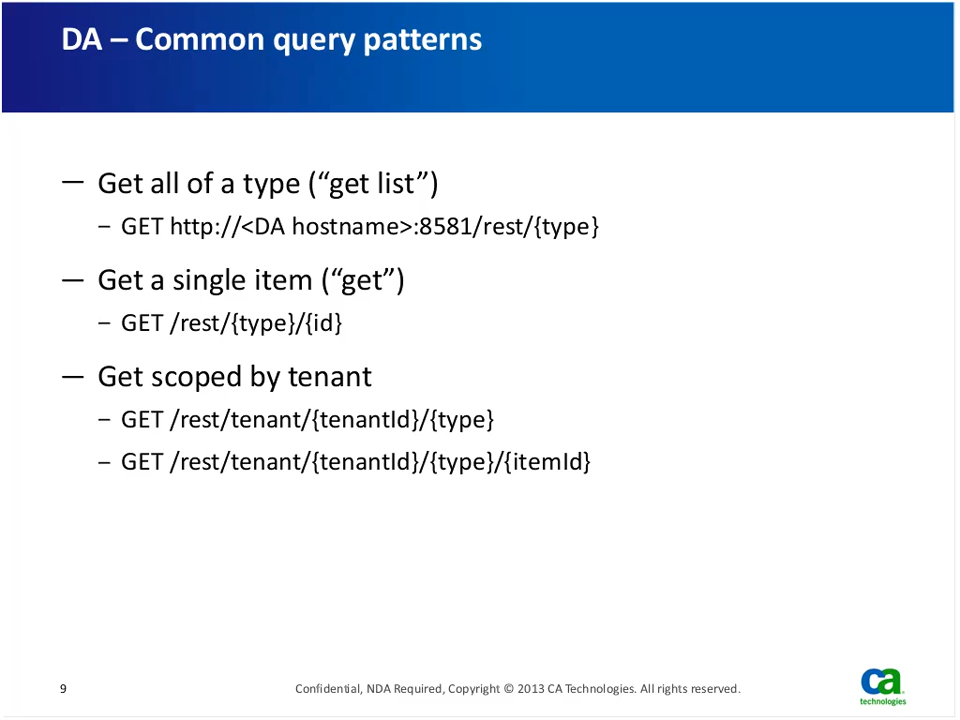 DA – Common query patterns
— Get all of a type (“get list”)
– GET http://<DA hostname>:8581/rest/{type}
— Get a single item (“get”)
– GET /rest/{type}/{id}
— Get scoped by tenant
– GET /rest/tenant/{tenantId}/{type}
– GET /rest/tenant/{tenantId}/{type}/{itemId}
9
Confidential, NDA Required, Copyright © 2013 CA Technologies. All rights reserved.
ca
technologies